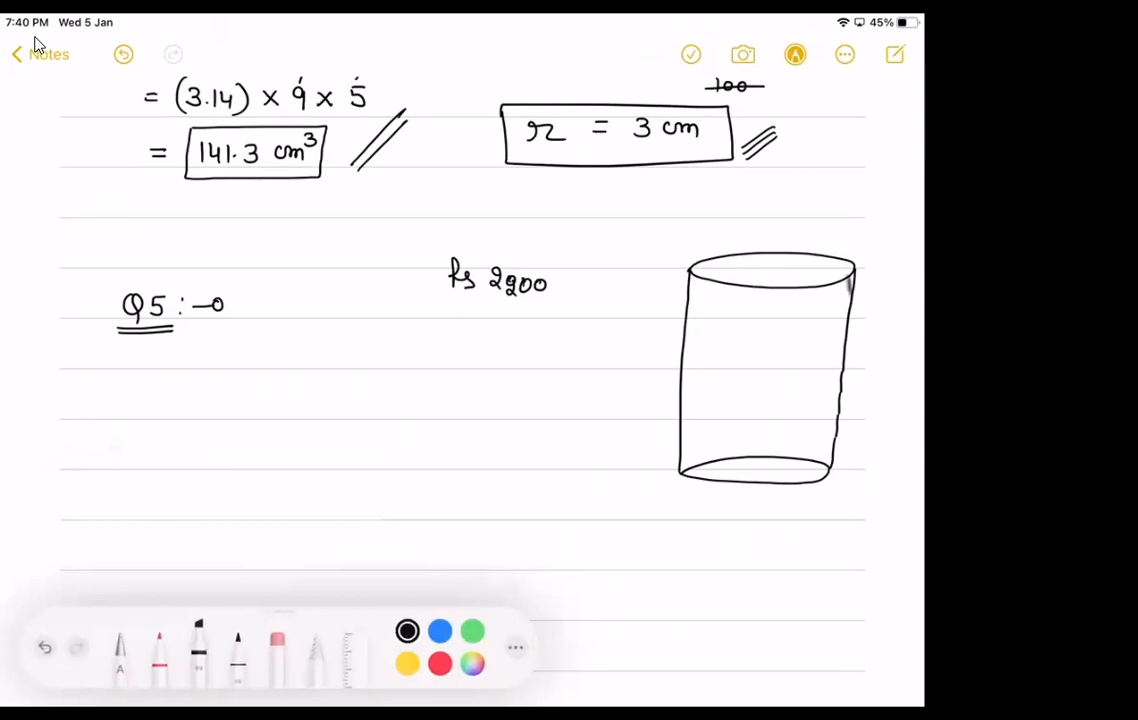 7:40 PM Wed 5 Jan
45%
Notes
= (3.14) × 9 × 5
= 141.3 cm³
100
r = 3 cm
Rs 2200
Q5 :-
A